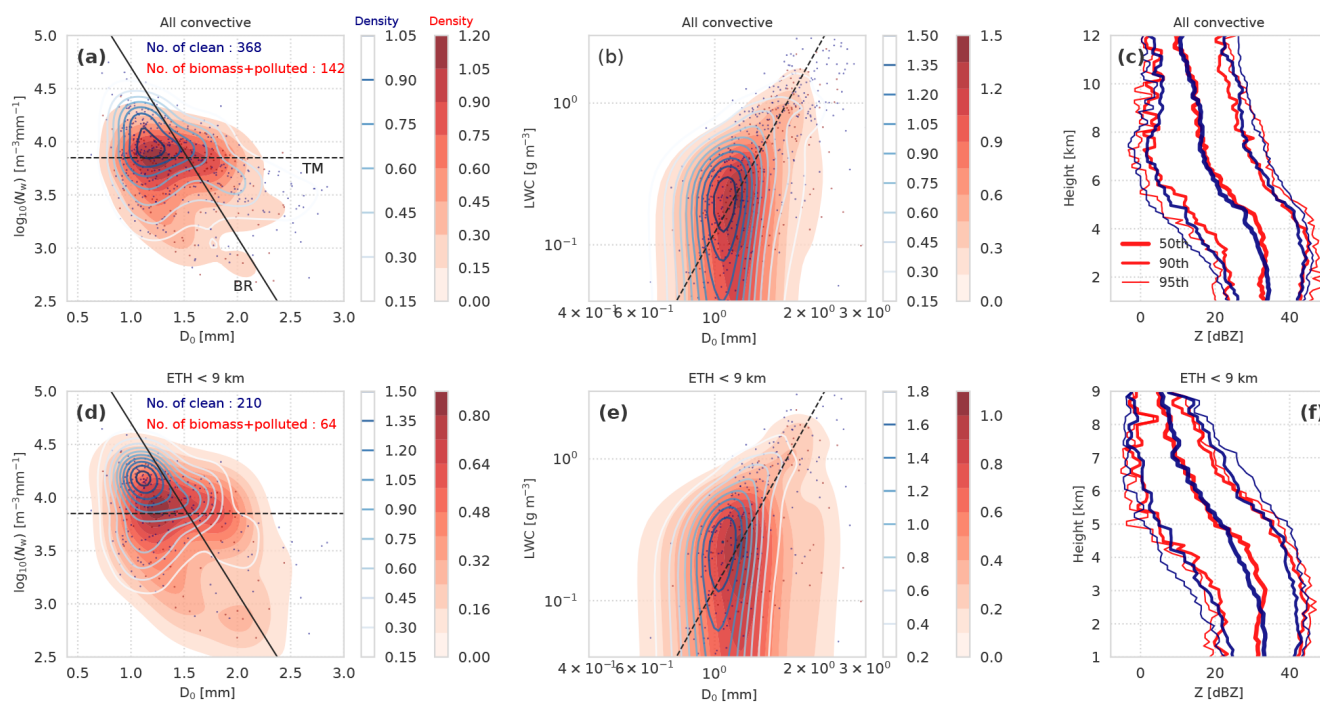 All convective
Density
Density
All convective
All convective
(a)
No. of clean : 368
No. of biomass+polluted : 142
TM
BR
5.0
4.5
4.0
3.5
3.0
2.5
0.5
1.0
1.5
2.0
2.5
3.0
D₀ [mm]
log₁₀(N_w) [m⁻³mm⁻¹]
1.05
0.90
0.75
0.60
0.45
0.30
0.15
1.20
1.05
0.90
0.75
0.60
0.45
0.30
0.15
0.00
(b)
LWC [g m⁻³]
10⁰
10⁻¹
4 × 10⁻¹
6 × 10⁻¹
10⁰
2 × 10⁰
3 × 10⁰
D₀ [mm]
1.50
1.35
1.20
1.05
0.90
0.75
0.60
0.45
0.30
0.15
1.5
1.3
1.2
1.0
0.9
0.7
0.6
0.4
0.3
0.1
0.0
(c)
Height [km]
12
10
8
6
4
2
50th
90th
95th
0
20
40
Z [dBZ]
ETH < 9 km
ETH < 9 km
ETH < 9 km
(d)
No. of clean : 210
No. of biomass+polluted : 64
5.0
4.5
4.0
3.5
3.0
2.5
0.5
1.0
1.5
2.0
2.5
3.0
D₀ [mm]
log₁₀(N_w) [m⁻³mm⁻¹]
1.50
1.35
1.20
1.05
0.90
0.75
0.60
0.45
0.30
0.15
0.80
0.64
0.48
0.32
0.16
0.00
(e)
LWC [g m⁻³]
10⁰
10⁻¹
4 × 10⁻¹
6 × 10⁻¹
10⁰
2 × 10⁰
3 × 10⁰
D₀ [mm]
1.8
1.6
1.4
1.2
1.0
0.8
0.6
0.4
0.2
1.0
0.8
0.6
0.4
0.2
0.0
(f)
Height [km]
9
8
7
6
5
4
3
2
1
0
20
40
Z [dBZ]